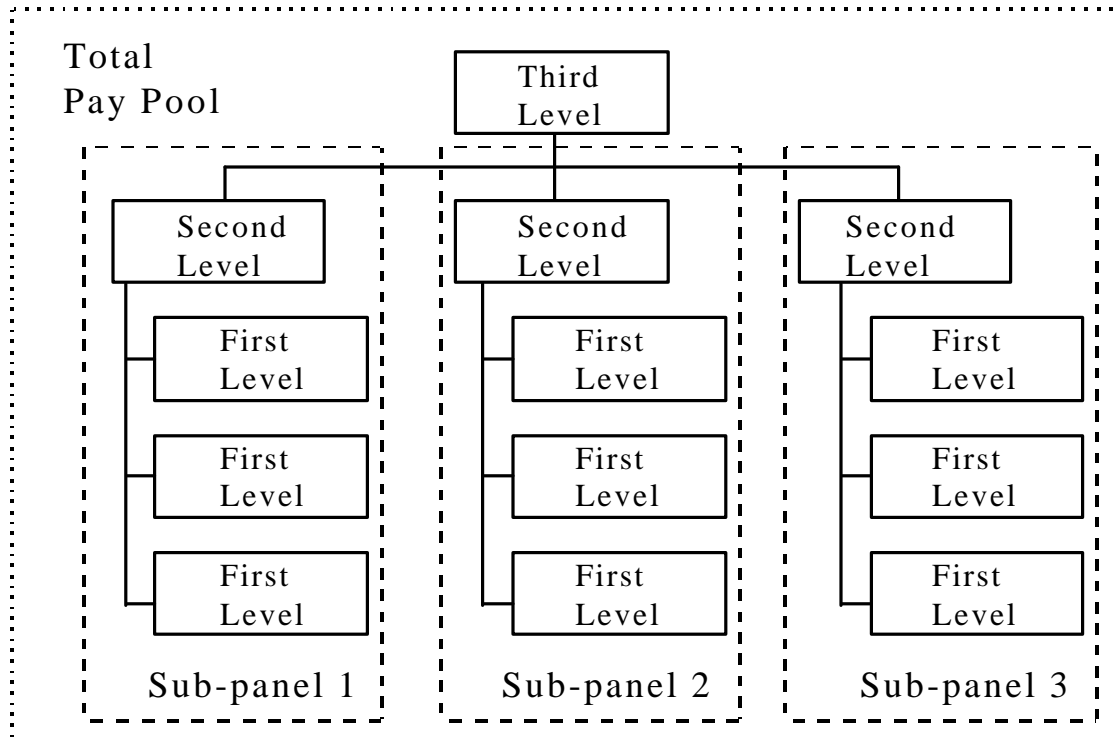 Total
Pay Pool
Third
Level
Second
Level
Second
Level
Second
Level
First
Level
First
Level
First
Level
First
Level
First
Level
First
Level
First
Level
First
Level
First
Level
Sub-panel 1
Sub-panel 2
Sub-panel 3